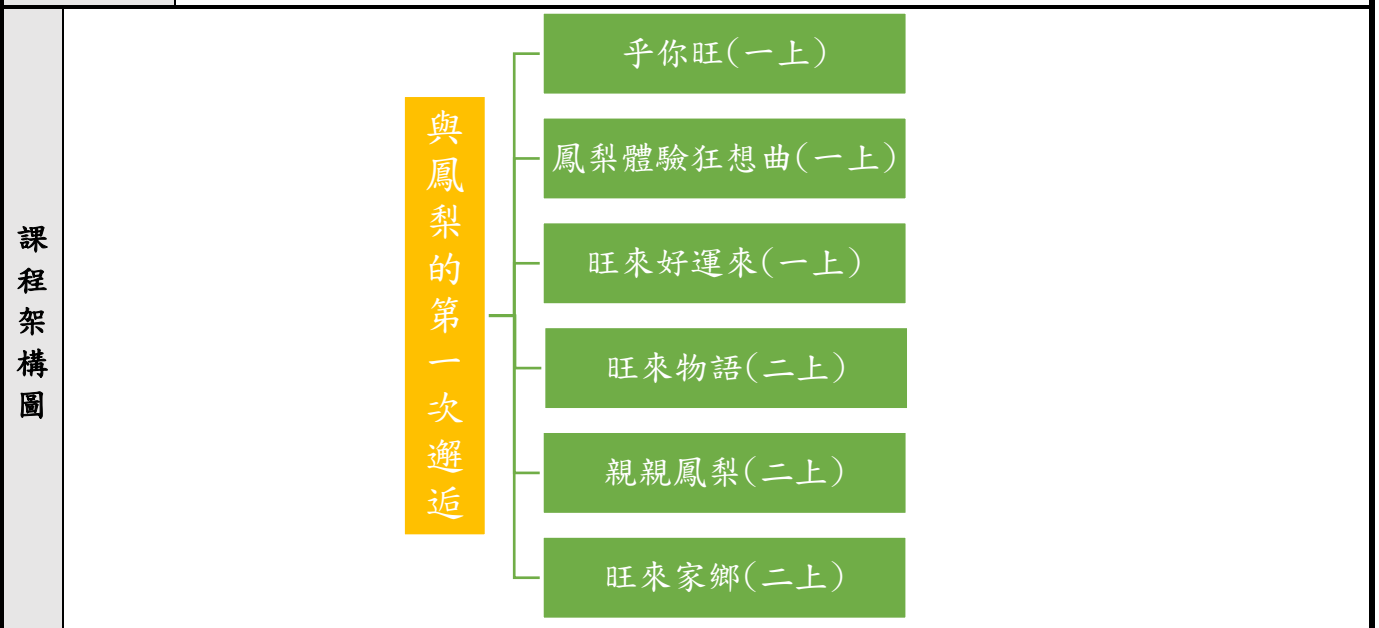 課程架構圖
與鳳梨的第一次邂逅
乎你旺(一上)
鳳梨體驗狂想曲(一上)
旺來好運來(一上)
旺來物語(二上)
親親鳳梨(二上)
旺來家鄉(二上)